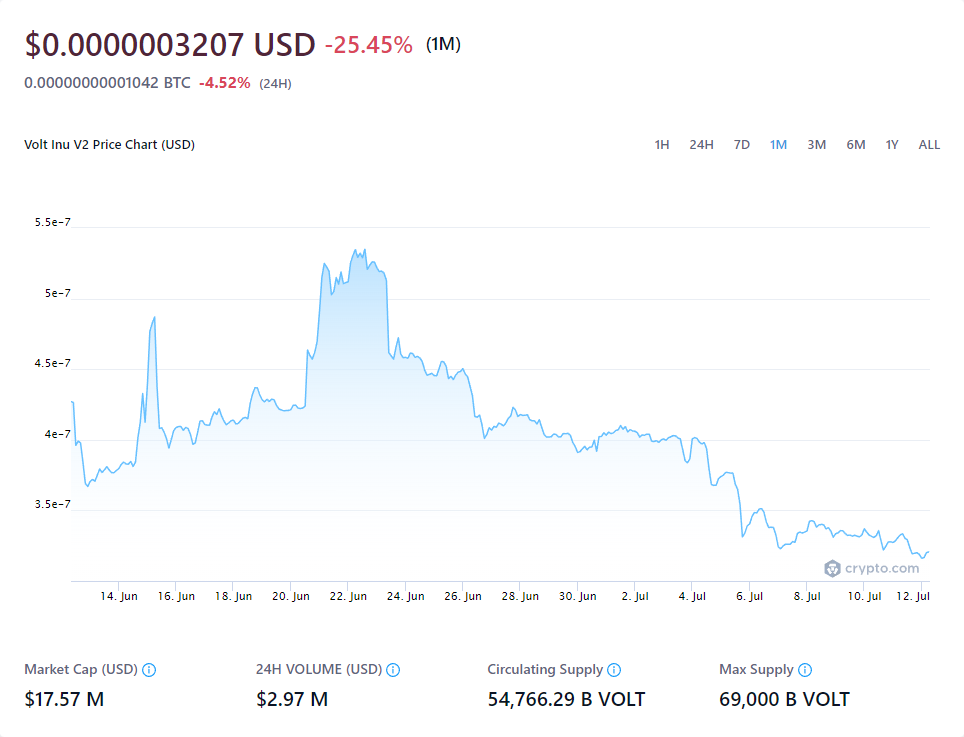 $0.0000003207 USD -25.45% (1M)
0.00000000001042 BTC -4.52% (24H)
Volt Inu V2 Price Chart (USD) 1H 24H 7D 1M 3M 6M 1Y ALL
5.5e-7
5e-7
4.5e-7
4e-7
3.5e-7
crypto.com
14. Jun 16. Jun 18. Jun 20. Jun 22. Jun 24. Jun 26. Jun 28. Jun 30. Jun 2. Jul 4. Jul 6. Jul 8. Jul 10. Jul 12. Jul
Market Cap (USD) 24H VOLUME (USD) Circulating Supply Max Supply
$17.57 M $2.97 M 54,766.29 B VOLT 69,000 B VOLT